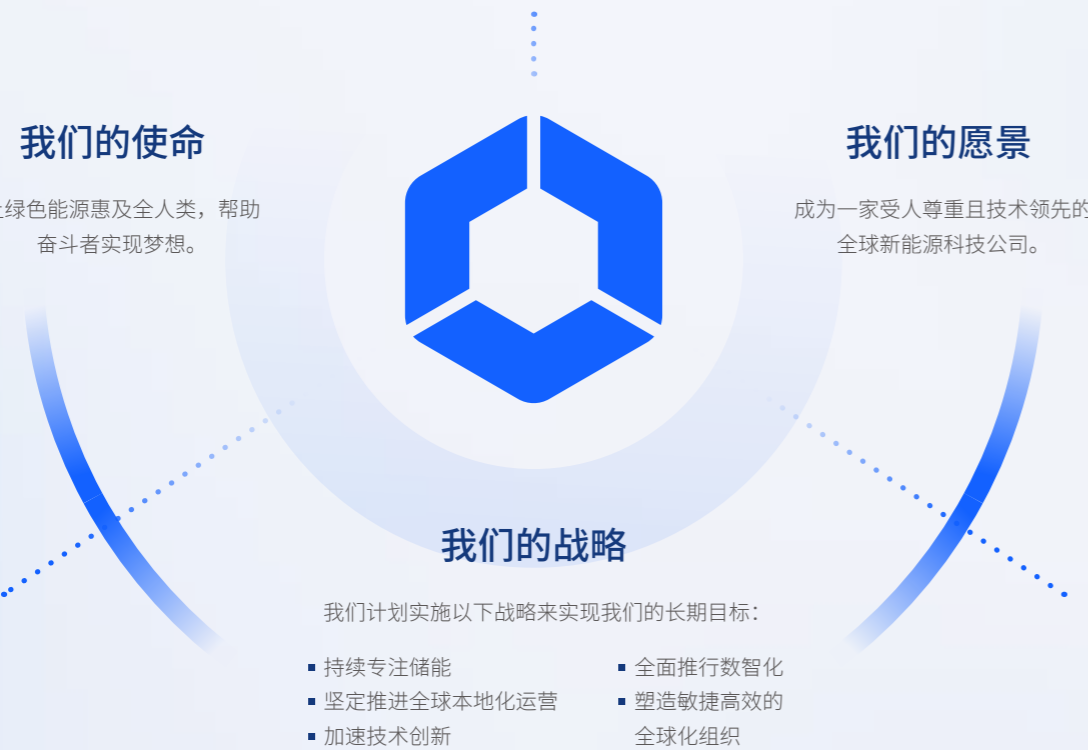 我们的使命
绿色能源惠及全人类，帮助
奋斗者实现梦想。
我们的愿景
成为一家受人尊重且技术领先的
全球新能源科技公司。
我们的战略
我们计划实施以下战略来实现我们的长期目标：
持续专注储能
坚定推进全球本地化运营
加速技术创新
全面推行数智化
塑造敏捷高效的
全球化组织